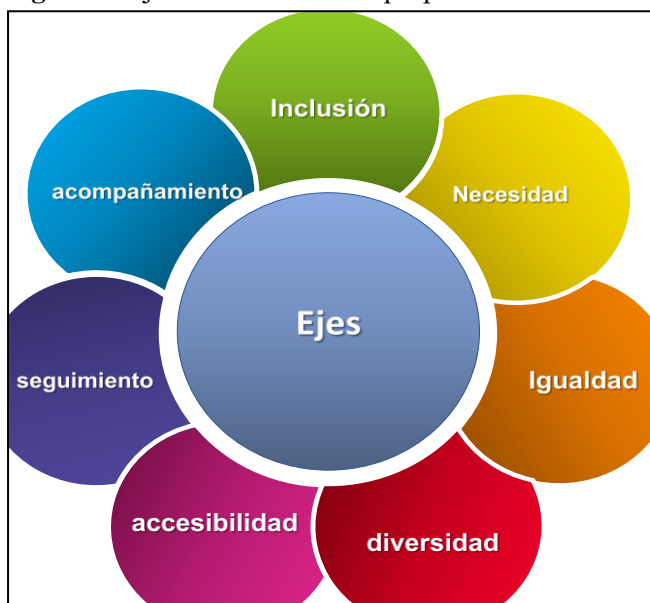 Inclusión
Necesidad
Igualdad
diversidad
accesibilidad
seguimiento
acompañamiento
Ejes